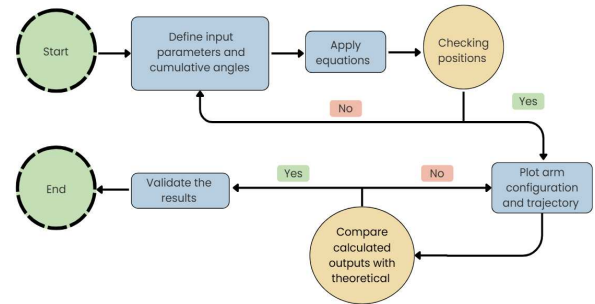 Start
Define input
parameters and
cumulative angles
Apply
equations
Checking
positions
No
Yes
End
Validate the
results
Yes
No
Plot arm
configuration
and trajectory
Compare
calculated
outputs with
theoretical